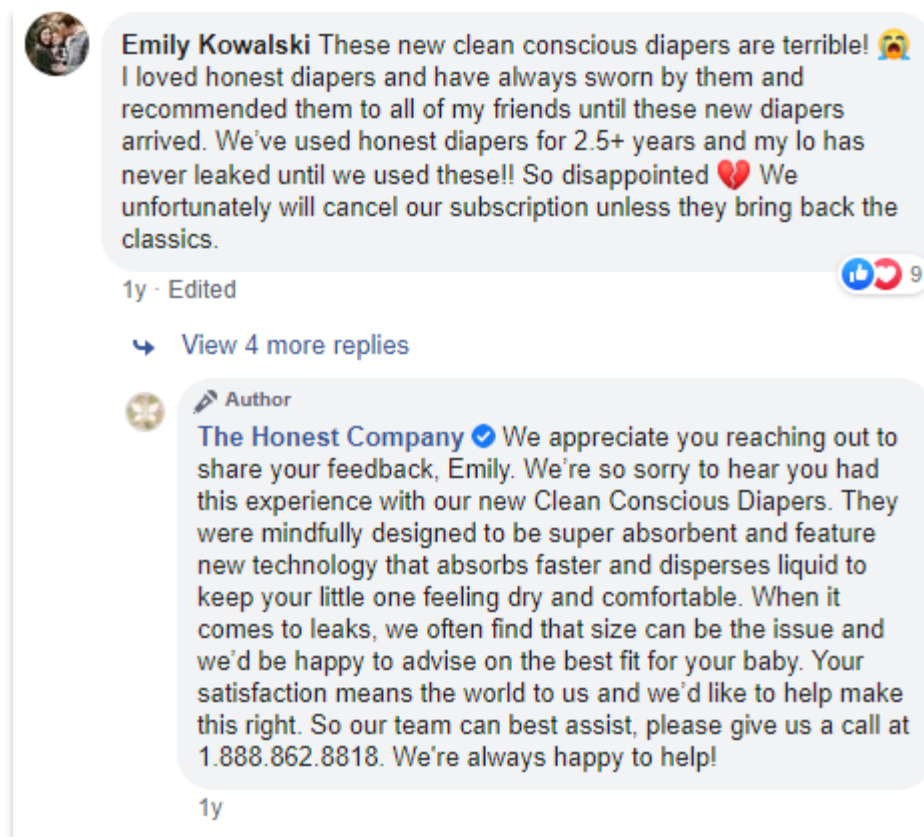 Emily Kowalski These new clean conscious diapers are terrible! 😭
I loved honest diapers and have always sworn by them and
recommended them to all of my friends until these new diapers
arrived. We’ve used honest diapers for 2.5+ years and my lo has
never leaked until we used these!! So disappointed 💔 We
unfortunately will cancel our subscription unless they bring back the
classics.
9
1y · Edited
View 4 more replies
Author
The Honest Company We appreciate you reaching out to
share your feedback, Emily. We’re so sorry to hear you had
this experience with our new Clean Conscious Diapers. They
were mindfully designed to be super absorbent and feature
new technology that absorbs faster and disperses liquid to
keep your little one feeling dry and comfortable. When it
comes to leaks, we often find that size can be the issue and
we’d be happy to advise on the best fit for your baby. Your
satisfaction means the world to us and we’d like to help make
this right. So our team can best assist, please give us a call at
1.888.862.8818. We're always happy to help!
1y